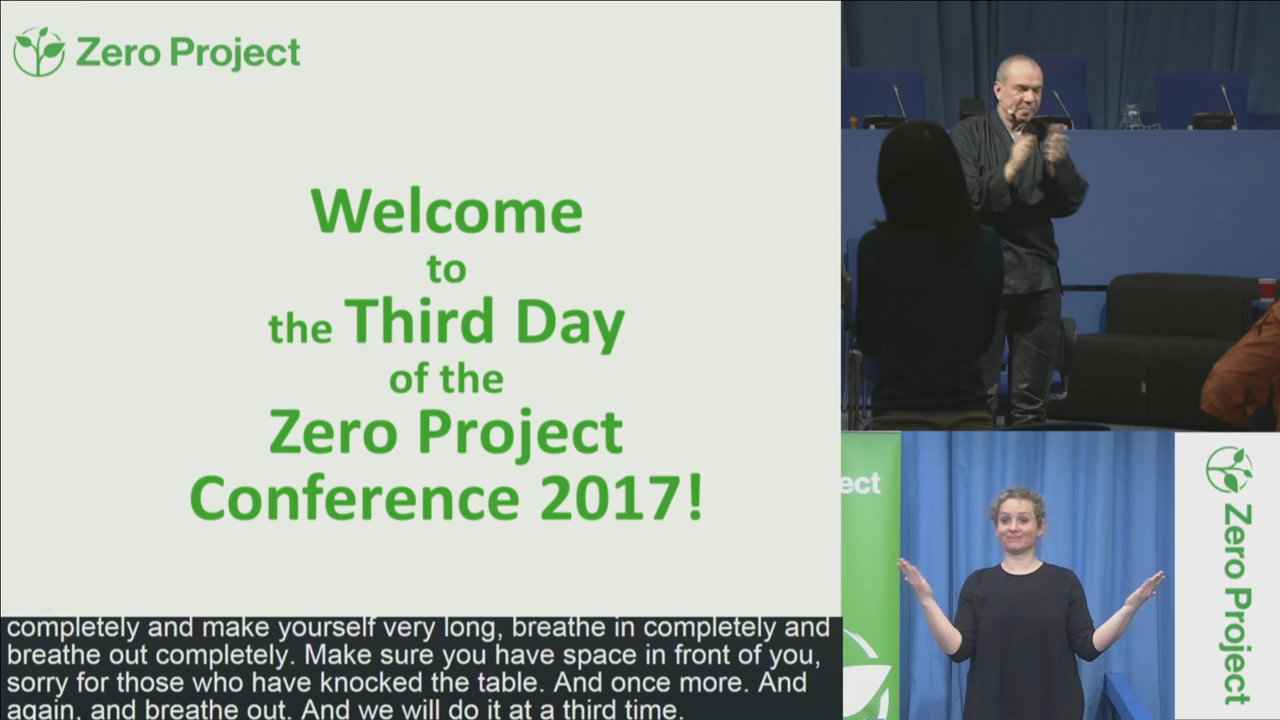 Zero Project
Welcome
to
the Third Day
of the
Zero Project
Conference 2017!
completely and make yourself very long, breathe in completely and
breathe out completely. Make sure you have space in front of you,
sorry for those who have knocked the table. And once more. And
again, and breathe out. And we will do it at a third time.
ect
Zero Project